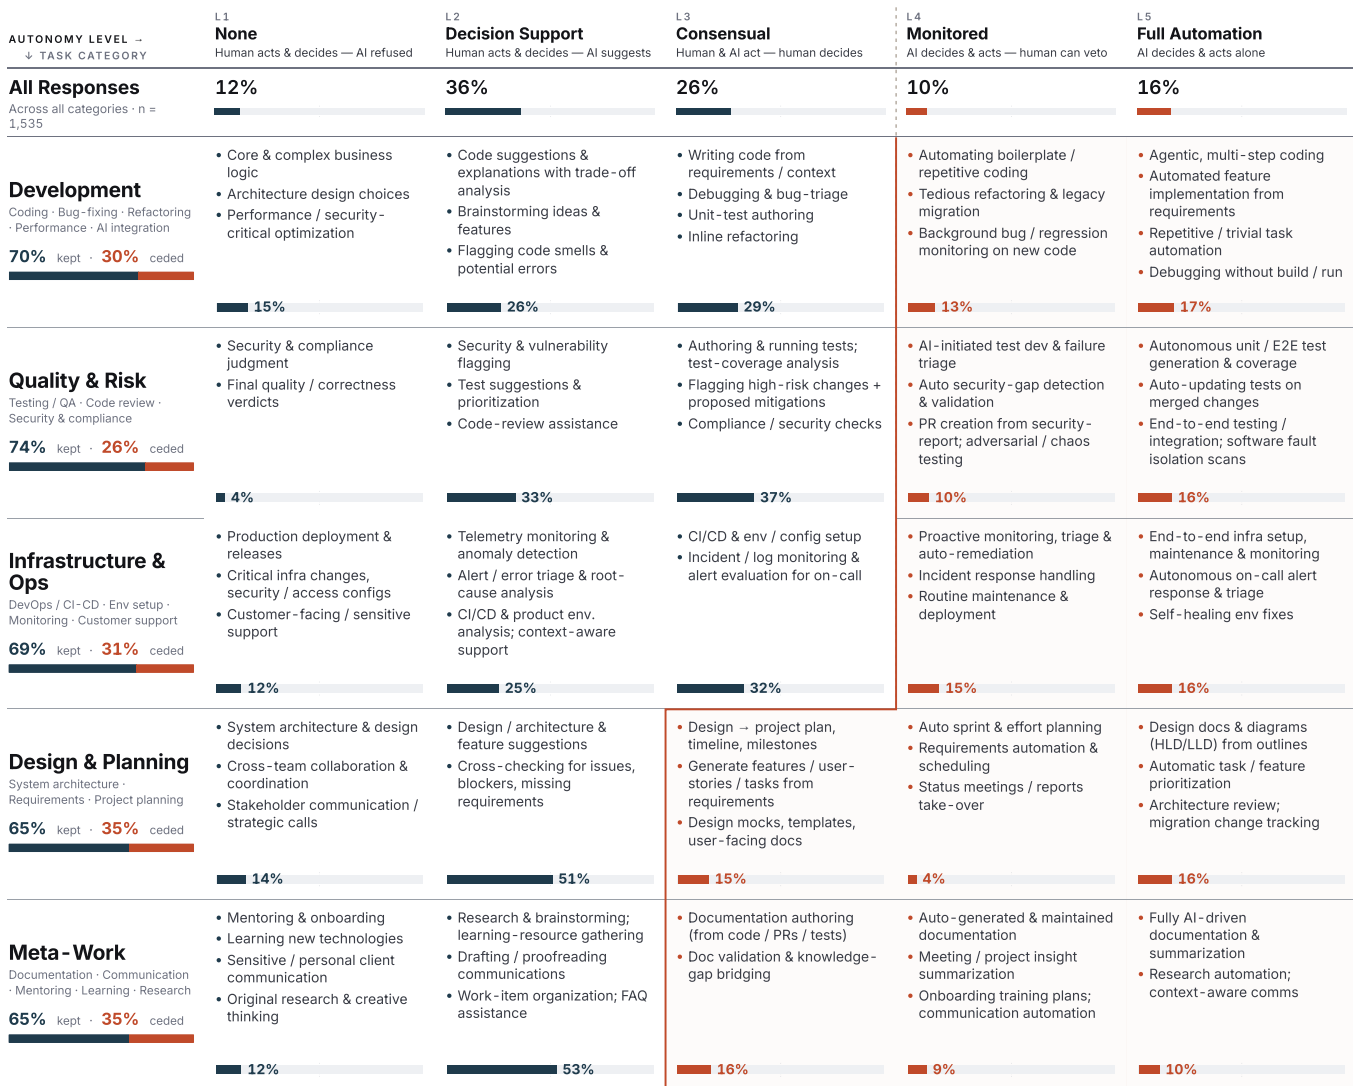 AUTONOMY LEVEL →
↓ TASK CATEGORY
L1
None
Human acts & decides — AI refused
L2
Decision Support
Human acts & decides — AI suggests
L3
Consensual
Human & AI act — human decides
L4
Monitored
AI decides & acts — human can veto
L5
Full Automation
AI decides & acts alone
All Responses
Across all categories · n =
1,535
12%
36%
26%
10%
16%
Development
Coding · Bug-fixing · Refactoring
· Performance · AI integration
70% kept · 30% ceded
• Core & complex business
logic
• Architecture design choices
• Performance / security-
critical optimization
15%
• Code suggestions &
explanations with trade-off
analysis
• Brainstorming ideas &
features
• Flagging code smells &
potential errors
26%
• Writing code from
requirements / context
• Debugging & bug-triage
• Unit-test authoring
• Inline refactoring
29%
• Automating boilerplate /
repetitive coding
• Tedious refactoring & legacy
migration
• Background bug / regression
monitoring on new code
13%
• Agentic, multi-step coding
• Automated feature
implementation from
requirements
• Repetitive / trivial task
automation
• Debugging without build / run
17%
Quality & Risk
Testing / QA · Code review ·
Security & compliance
74% kept · 26% ceded
• Security & compliance
judgment
• Final quality / correctness
verdicts
4%
• Security & vulnerability
flagging
• Test suggestions &
prioritization
• Code-review assistance
33%
• Authoring & running tests;
test-coverage analysis
• Flagging high-risk changes +
proposed mitigations
• Compliance / security checks
37%
• AI-initiated test dev & failure
triage
• Auto security-gap detection
& validation
• PR creation from security-
report; adversarial / chaos
testing
10%
• Autonomous unit / E2E test
generation & coverage
• Auto-updating tests on
merged changes
• End-to-end testing /
integration; software fault
isolation scans
16%
Infrastructure &
Ops
DevOps / CI-CD · Env setup ·
Monitoring · Customer support
69% kept · 31% ceded
• Production deployment &
releases
• Critical infra changes,
security / access configs
• Customer-facing / sensitive
support
12%
• Telemetry monitoring &
anomaly detection
• Alert / error triage & root-
cause analysis
• CI/CD & product env.
analysis; context-aware
support
25%
• CI/CD & env / config setup
• Incident / log monitoring &
alert evaluation for on-call
32%
• Proactive monitoring, triage &
auto-remediation
• Incident response handling
• Routine maintenance &
deployment
15%
• End-to-end infra setup,
maintenance & monitoring
• Autonomous on-call alert
response & triage
• Self-healing env fixes
16%
Design & Planning
System architecture ·
Requirements · Project planning
65% kept · 35% ceded
• System architecture & design
decisions
• Cross-team collaboration &
coordination
• Stakeholder communication /
strategic calls
14%
• Design / architecture &
feature suggestions
• Cross-checking for issues,
blockers, missing
requirements
51%
• Design → project plan,
timeline, milestones
• Generate features / user-
stories / tasks from
requirements
• Design mocks, templates,
user-facing docs
15%
• Auto sprint & effort planning
• Requirements automation &
scheduling
• Status meetings / reports
take-over
4%
• Design docs & diagrams
(HLD/LLD) from outlines
• Automatic task / feature
prioritization
• Architecture review;
migration change tracking
16%
Meta-Work
Documentation · Communication
· Mentoring · Learning · Research
65% kept · 35% ceded
• Mentoring & onboarding
• Learning new technologies
• Sensitive / personal client
communication
• Original research & creative
thinking
12%
• Research & brainstorming;
learning-resource gathering
• Drafting / proofreading
communications
• Work-item organization; FAQ
assistance
53%
• Documentation authoring
(from code / PRs / tests)
• Doc validation & knowledge-
gap bridging
16%
• Auto-generated & maintained
documentation
• Meeting / project insight
summarization
• Onboarding training plans;
communication automation
9%
• Fully AI-driven
documentation &
summarization
• Research automation;
context-aware comms
10%